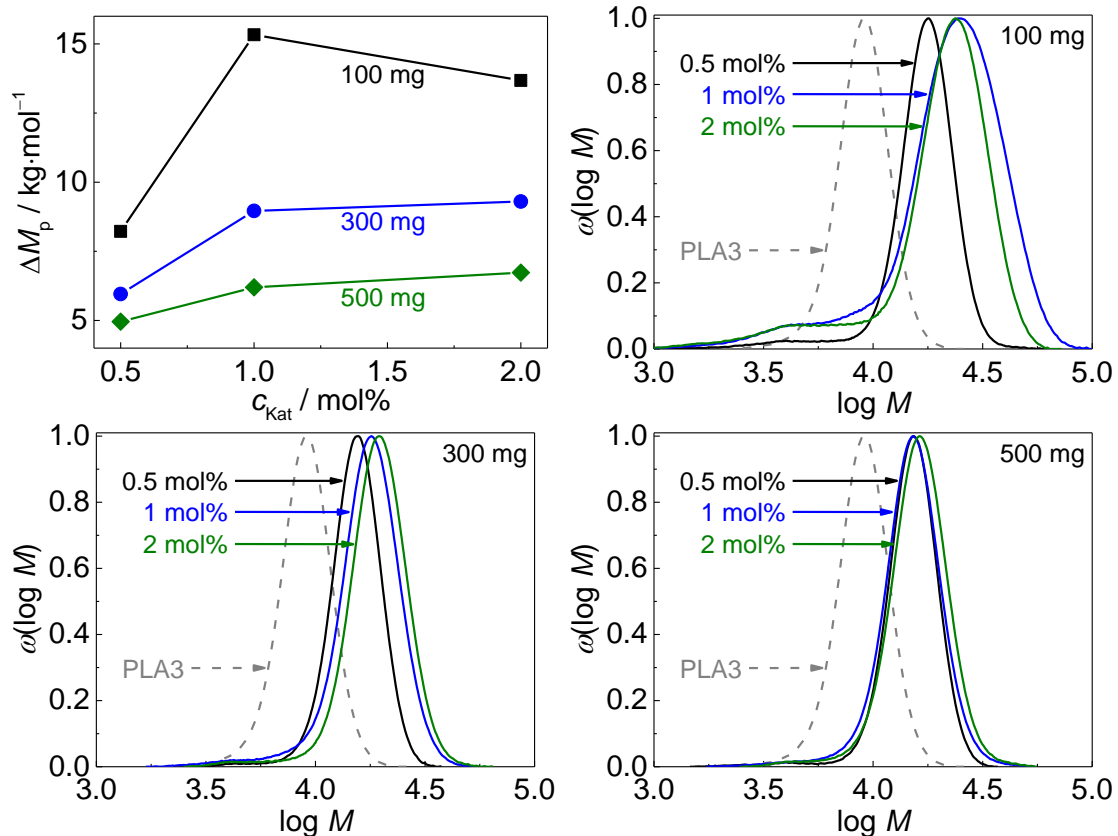 15
10
5
ΔMp / kg·mol⁻¹
100 mg
300 mg
500 mg
0.5 1.0 1.5 2.0
cKat / mol%
1.0
0.8
0.6
0.4
0.2
0.0
ω(log M)
100 mg
0.5 mol%
1 mol%
2 mol%
PLA3
3.0 3.5 4.0 4.5 5.0
log M
1.0
0.8
0.6
0.4
0.2
0.0
ω(log M)
300 mg
0.5 mol%
1 mol%
2 mol%
PLA3
3.0 3.5 4.0 4.5 5.0
log M
1.0
0.8
0.6
0.4
0.2
0.0
ω(log M)
500 mg
0.5 mol%
1 mol%
2 mol%
PLA3
3.0 3.5 4.0 4.5 5.0
log M